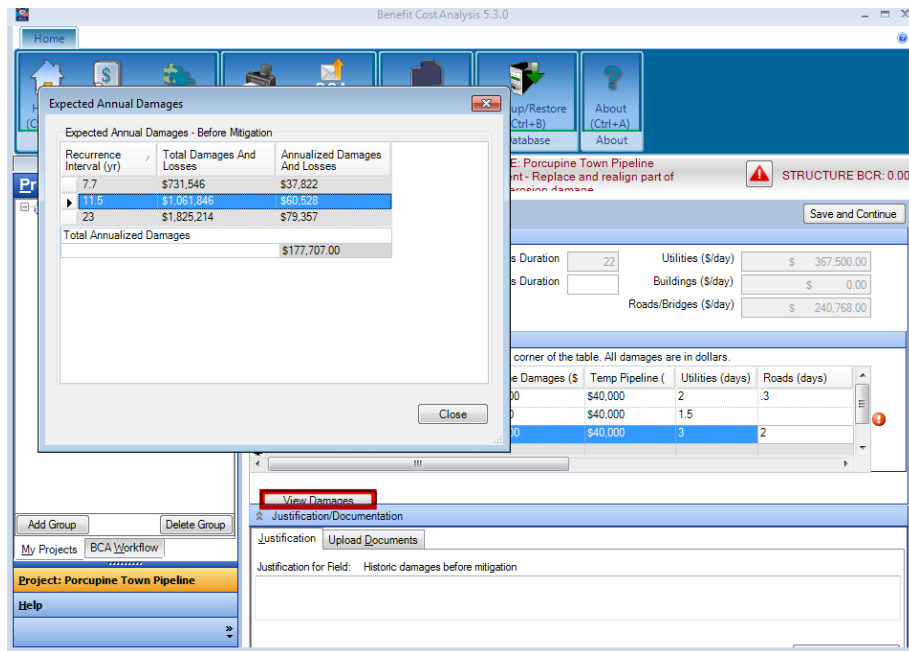 Benefit Cost Analysis 5.3.0
Home
up/Restore
About
(Ctrl+B)
(Ctrl+A)
atabase
About
Expected Annual Damages
Expected Annual Damages - Before Mitigation
Recurrence Interval (yr)
Total Damages And Losses
Annualized Damages And Losses
7.7 $731,546 $37,822
11.5 $1,061,846 $60,528
23 $1,825,214 $79,357
Total Annualized Damages
$177,707.00
Close
E: Porcupine Town Pipeline
ent - Replace and realign part of
erosion damage
STRUCTURE BCR: 0.00
Save and Continue
s Duration 22 Utilities ($/day) $ 367,500.00
s Duration Buildings ($/day) $ 0.00
Roads/Bridges ($/day) $ 240,768.00
corner of the table. All damages are in dollars.
e Damages ($ Temp Pipeline ( Utilities (days) Roads (days)
00 $40,000 2 .3
0 $40,000 1.5
00 $40,000 3 2
View Damages
Justification/Documentation
Justification Upload Documents
Justification for Field: Historic damages before mitigation
Pr
Add Group Delete Group
My Projects BCA Workflow
Project: Porcupine Town Pipeline
Help